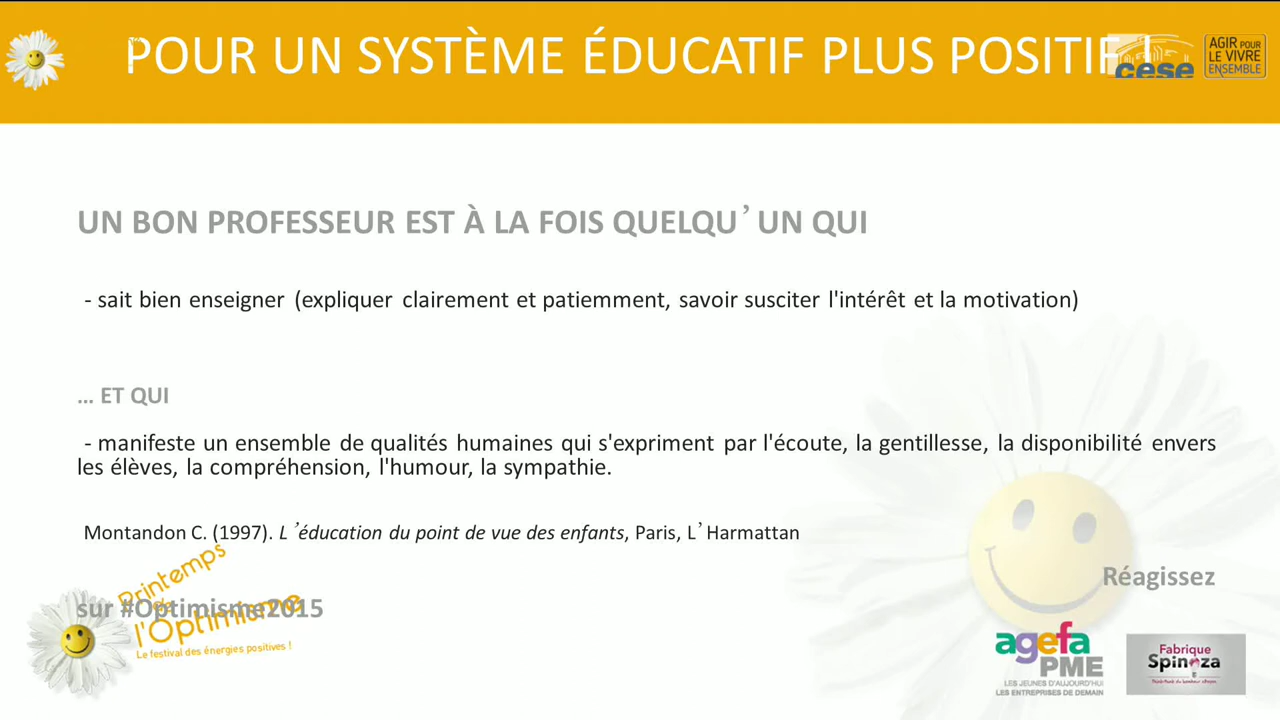 POUR UN SYSTÈME ÉDUCATIF PLUS POSITIF !
cese
AGIR POUR
LE VIVRE
ENSEMBLE
UN BON PROFESSEUR EST À LA FOIS QUELQU’UN QUI
- sait bien enseigner (expliquer clairement et patiemment, savoir susciter l'intérêt et la motivation)
… ET QUI
- manifeste un ensemble de qualités humaines qui s'expriment par l'écoute, la gentillesse, la disponibilité envers
les élèves, la compréhension, l'humour, la sympathie.
Montandon C. (1997). L’éducation du point de vue des enfants, Paris, L’Harmattan
Réagissez
sur #Optimisme2015
Printemps
de
l'Optimisme
Le festival des énergies positives !
agefa
PME
LES JEUNES D'AUJOURD'HUI
LES ENTREPRISES DE DEMAIN
Fabrique
Spinoza